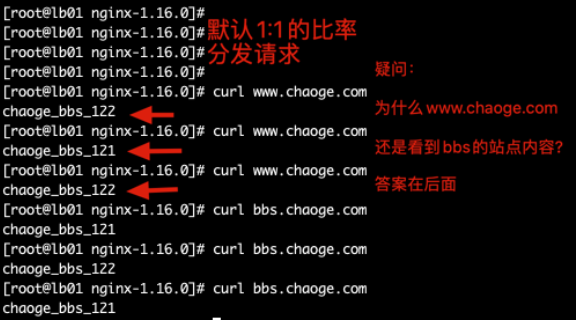 [root@lb01 nginx-1.16.0]#
[root@lb01 nginx-1.16.0]#
[root@lb01 nginx-1.16.0]#
[root@lb01 nginx-1.16.0]#
默认1:1的比率
分发请求
[root@lb01 nginx-1.16.0]# curl www.chaoge.com
chaoge_bbs_122
[root@lb01 nginx-1.16.0]# curl www.chaoge.com
chaoge_bbs_121
[root@lb01 nginx-1.16.0]# curl www.chaoge.com
chaoge_bbs_122
[root@lb01 nginx-1.16.0]# curl bbs.chaoge.com
chaoge_bbs_121
[root@lb01 nginx-1.16.0]# curl bbs.chaoge.com
chaoge_bbs_122
[root@lb01 nginx-1.16.0]# curl bbs.chaoge.com
chaoge_bbs_121
疑问：
为什么www.chaoge.com
还是看到bbs的站点内容?
答案在后面